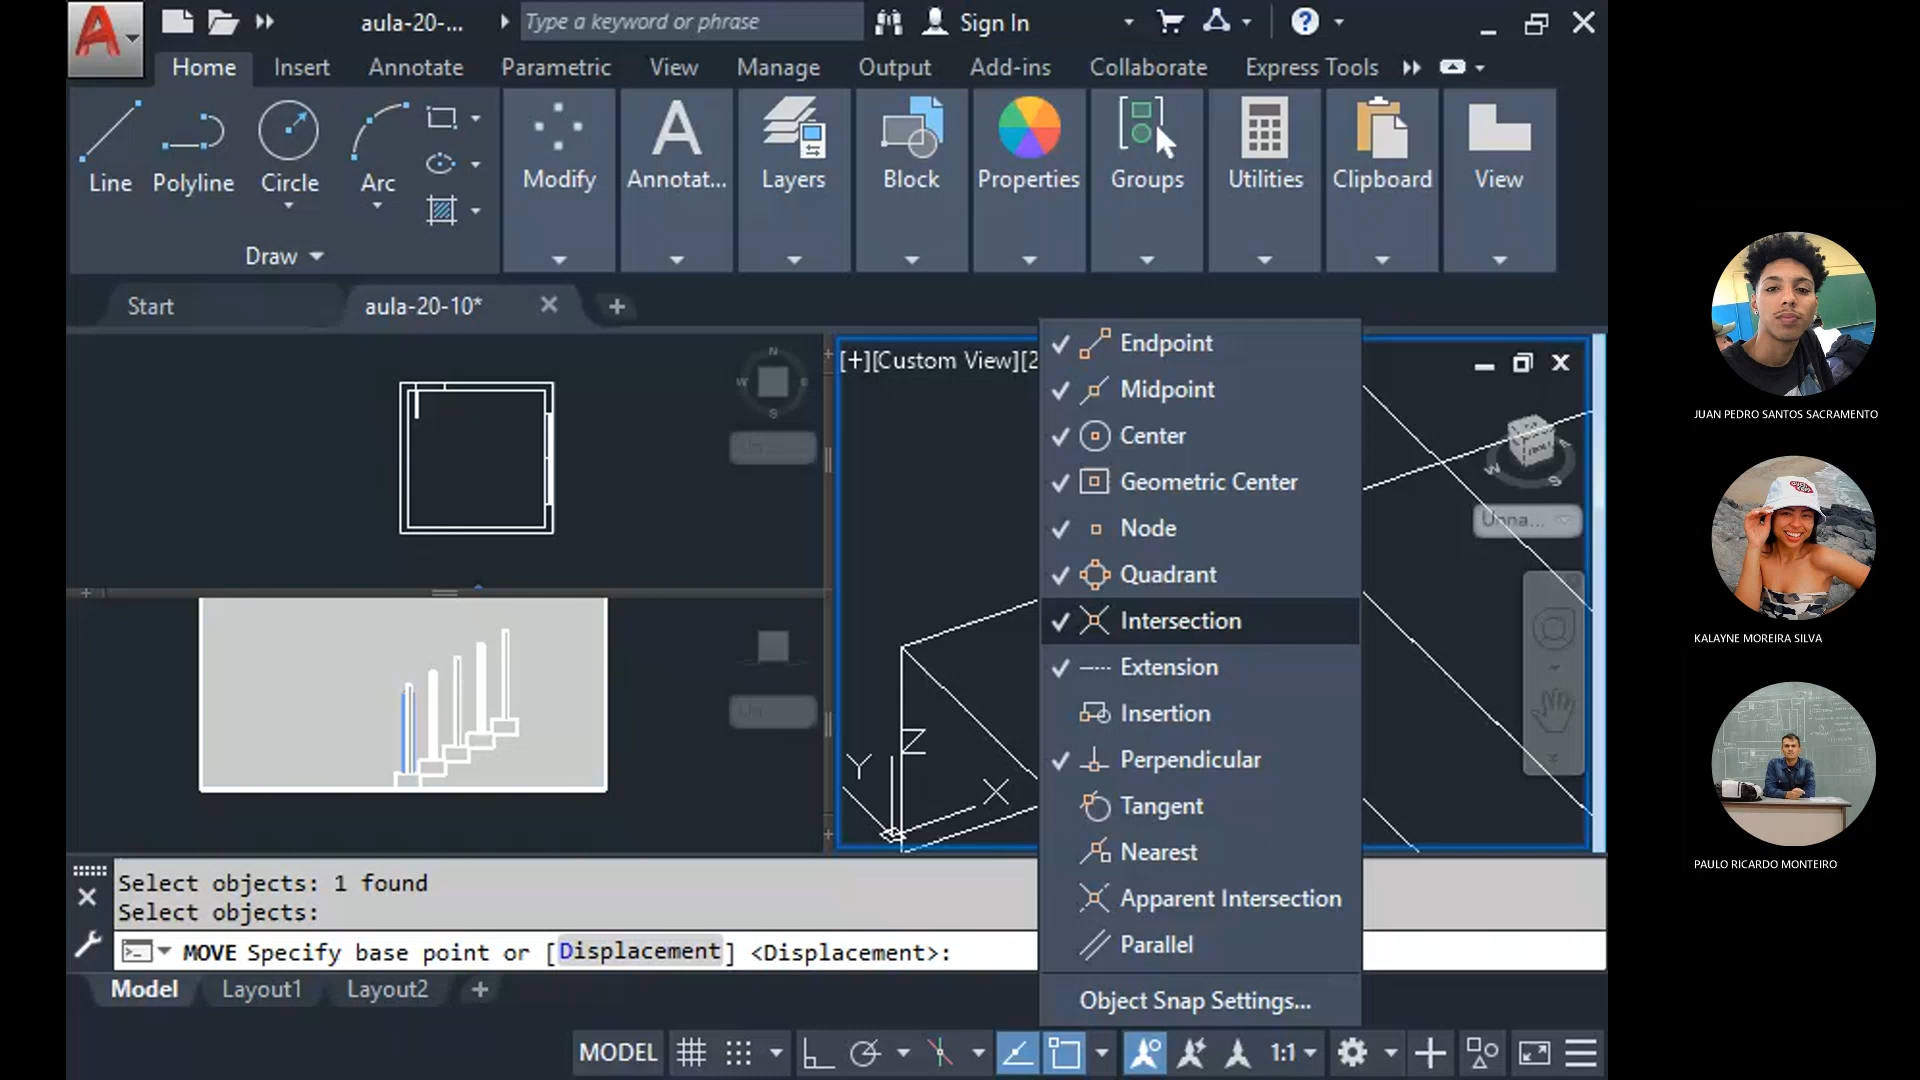 A
aula-20-...
Type a keyword or phrase
Sign In
Home
Insert
Annotate
Parametric
View
Manage
Output
Add-ins
Collaborate
Express Tools
Line
Polyline
Circle
Arc
Draw
Modify
Annotat...
Layers
Block
Properties
Groups
Utilities
Clipboard
View
Start
aula-20-10*
[+][Custom View][2
N
W
S
Unna...
W
S
Z
Y
X
Endpoint
Midpoint
Center
Geometric Center
Node
Quadrant
Intersection
Extension
Insertion
Perpendicular
Tangent
Nearest
Apparent Intersection
Parallel
Object Snap Settings...
Select objects: 1 found
Select objects:
MOVE Specify base point or [Displacement] <Displacement>:
Model
Layout1
Layout2
MODEL
1:1
JUAN PEDRO SANTOS SACRAMENTO
KALAYNE MOREIRA SILVA
PAULO RICARDO MONTEIRO